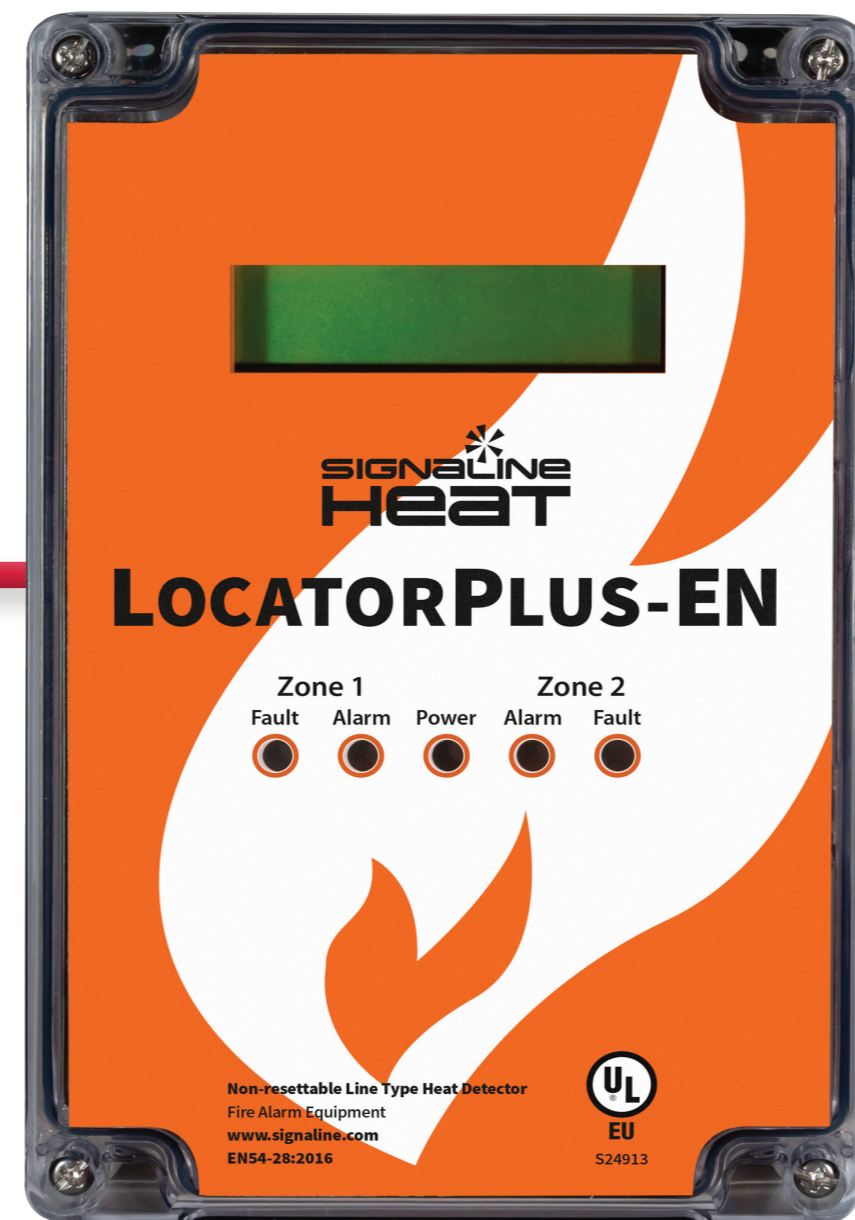 SIGNALINE
HEAT
LOCATORPLUS-EN
Zone 1 Zone 2
Fault Alarm Power Alarm Fault
Non-resettable Line Type Heat Detector
Fire Alarm Equipment
www.signaline.com
EN54-28:2016
UL
®
EU
S24913